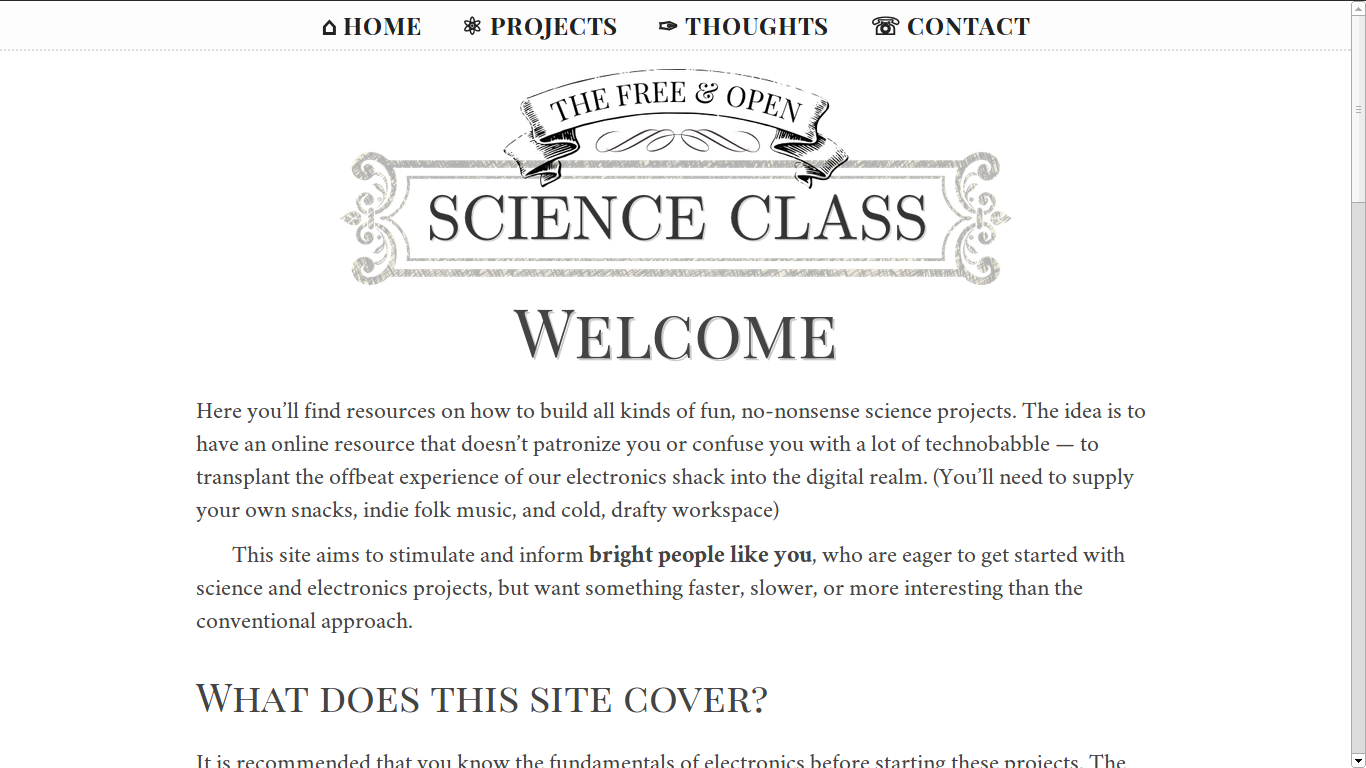 ⌂ HOME ⚛ PROJECTS ✑ THOUGHTS ☏ CONTACT
THE FREE & OPEN
SCIENCE CLASS
WELCOME
Here you’ll find resources on how to build all kinds of fun, no-nonsense science projects. The idea is to
have an online resource that doesn’t patronize you or confuse you with a lot of technobabble — to
transplant the offbeat experience of our electronics shack into the digital realm. (You’ll need to supply
your own snacks, indie folk music, and cold, drafty workspace)
This site aims to stimulate and inform bright people like you, who are eager to get started with
science and electronics projects, but want something faster, slower, or more interesting than the
conventional approach.
WHAT DOES THIS SITE COVER?
It is recommended that you know the fundamentals of electronics before starting these projects. The